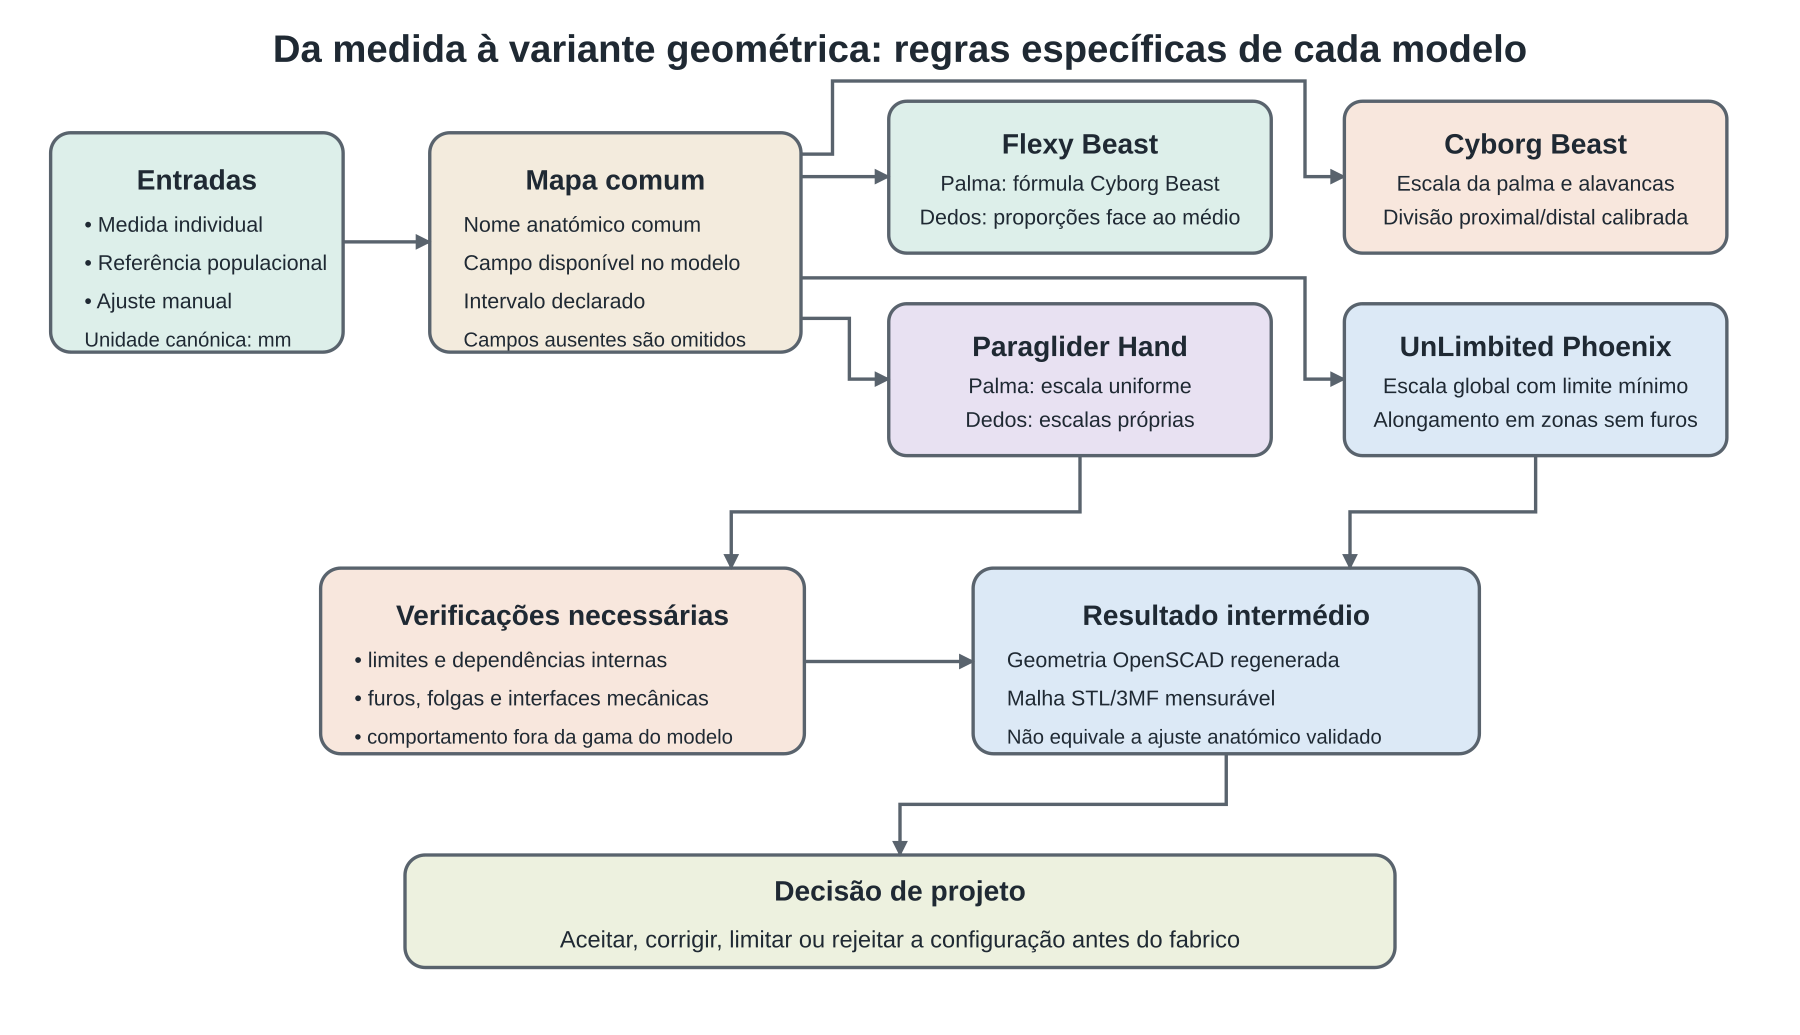 Da medida à variante geométrica: regras específicas de cada modelo
Entradas
• Medida individual
• Referência populacional
• Ajuste manual
Unidade canónica: mm
Mapa comum
Nome anatómico comum
Campo disponível no modelo
Intervalo declarado
Campos ausentes são omitidos
Flexy Beast
Palma: fórmula Cyborg Beast
Dedos: proporções face ao médio
Cyborg Beast
Escala da palma e alavancas
Divisão proximal/distal calibrada
Paraglider Hand
Palma: escala uniforme
Dedos: escalas próprias
UnLimbited Phoenix
Escala global com limite mínimo
Alongamento em zonas sem furos
Verificações necessárias
• limites e dependências internas
• furos, folgas e interfaces mecânicas
• comportamento fora da gama do modelo
Resultado intermédio
Geometria OpenSCAD regenerada
Malha STL/3MF mensurável
Não equivale a ajuste anatómico validado
Decisão de projeto
Aceitar, corrigir, limitar ou rejeitar a configuração antes do fabrico